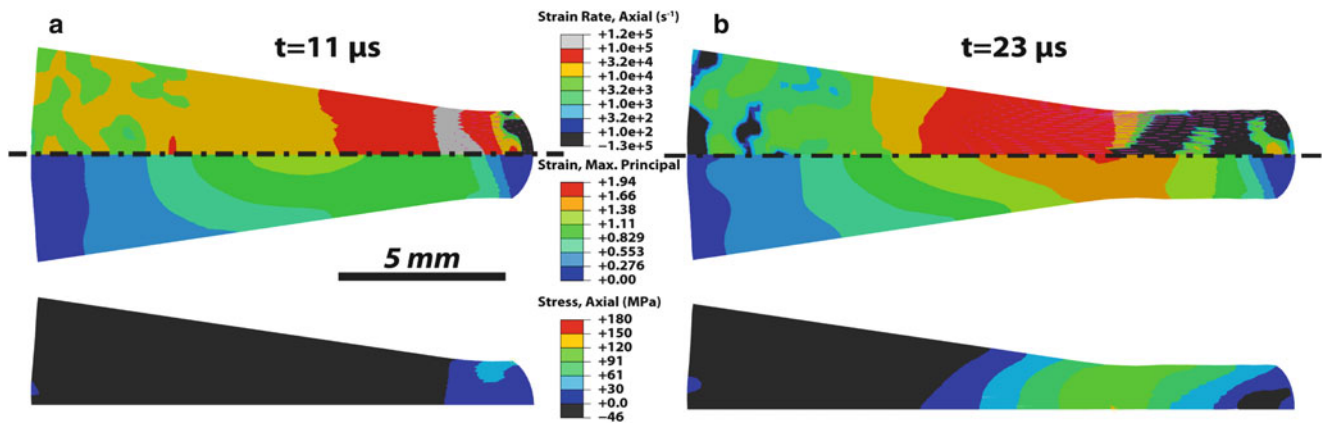 a
t=11 µs
Strain Rate, Axial (s⁻¹)
+1.2e+5
+1.0e+5
+3.2e+4
+1.0e+4
+3.2e+3
+1.0e+3
+3.2e+2
+1.0e+2
−1.3e+5
b
t=23 µs
Strain, Max. Principal
+1.94
+1.66
+1.38
+1.11
+0.829
+0.553
+0.276
+0.00
5 mm
Stress, Axial (MPa)
+180
+150
+120
+91
+61
+30
+0.0
−46